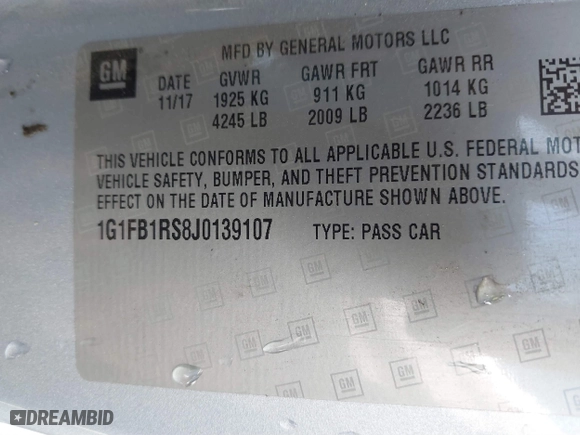 MFD BY GENERAL MOTORS LLC
GM
DATE GVWR GAWR FRT GAWR RR
11/17 1925 KG 911 KG 1014 KG
4245 LB 2009 LB 2236 LB
THIS VEHICLE CONFORMS TO ALL APPLICABLE U.S. FEDERAL MOT
VEHICLE SAFETY, BUMPER, AND THEFT PREVENTION STANDARDS
EFFECT ON THE DATE OF MANUFACTURE SHOWN ABOVE.
1G1FB1RS8J0139107 TYPE: PASS CAR
DREAMBID